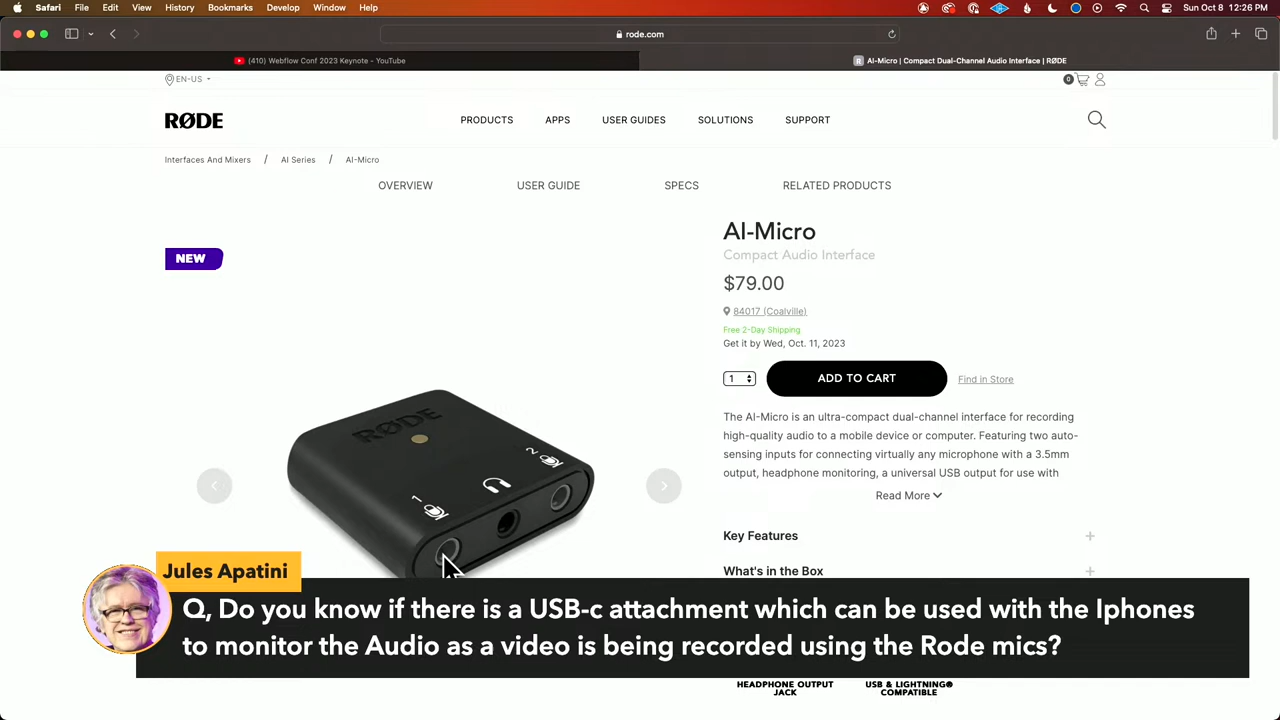 Safari File Edit View History Bookmarks Window Help
Sun Oct 8 12:26 PM
rode.com
(410) Webflow Conf 2023 Keynote - YouTube
AI-Micro | Compact Dual-Channel Audio Interface | RØDE
EN-US
0
RØDE
PRODUCTS APPS USER GUIDES SOLUTIONS SUPPORT
Interfaces And Mixers / AI Series / AI-Micro
OVERVIEW USER GUIDE SPECS RELATED PRODUCTS
NEW
AI-Micro
Compact Audio Interface
$79.00
84017 (Coalville)
Free 2-Day Shipping
Get it by Wed, Oct. 11, 2023
1 ADD TO CART Find in Store
The AI-Micro is an ultra-compact dual-channel interface for recording
high-quality audio to a mobile device or computer. Featuring two auto-
sensing inputs for connecting virtually any microphone with a 3.5mm
output, headphone monitoring, a universal USB output for use with
Read More
RØDE
2
1
Key Features
What's in the Box
Jules Apatini
Q, Do you know if there is a USB-c attachment which can be used with the Iphones
to monitor the Audio as a video is being recorded using the Rode mics?
HEADPHONE OUTPUT
JACK
USB & LIGHTNING®
COMPATIBLE